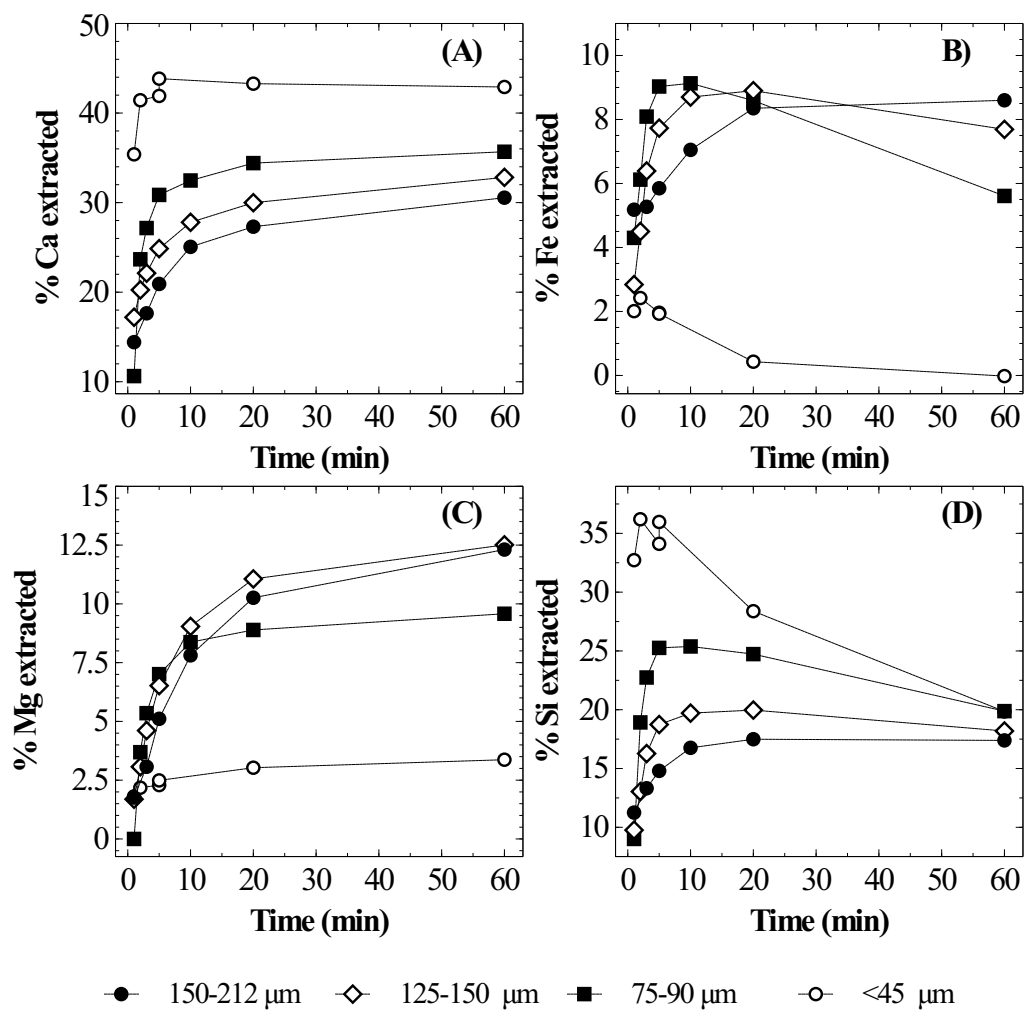 50
40
30
20
10
% Ca extracted
(A)
0 10 20 30 40 50 60
Time (min)
10
8
6
4
2
0
% Fe extracted
B)
0 10 20 30 40 50 60
Time (min)
15
12.5
10
7.5
5
2.5
0
% Mg extracted
(C)
0 10 20 30 40 50 60
Time (min)
35
30
25
20
15
10
% Si extracted
(D)
0 10 20 30 40 50 60
Time (min)
150-212 μm 125-150 μm 75-90 μm <45 μm